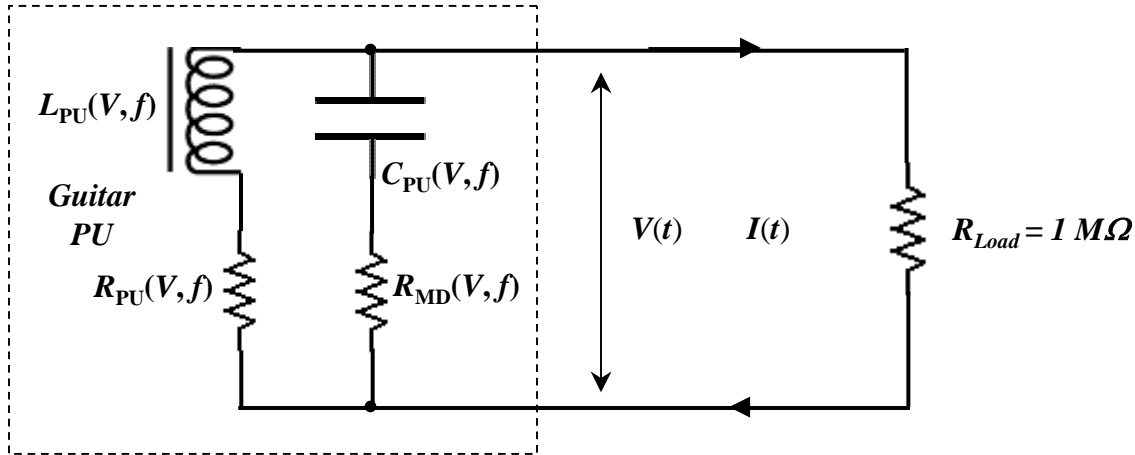 L_PU(V, f)
Guitar
PU
R_PU(V, f)
C_PU(V, f)
R_MD(V, f)
V(t)
I(t)
R_Load = 1 MΩ